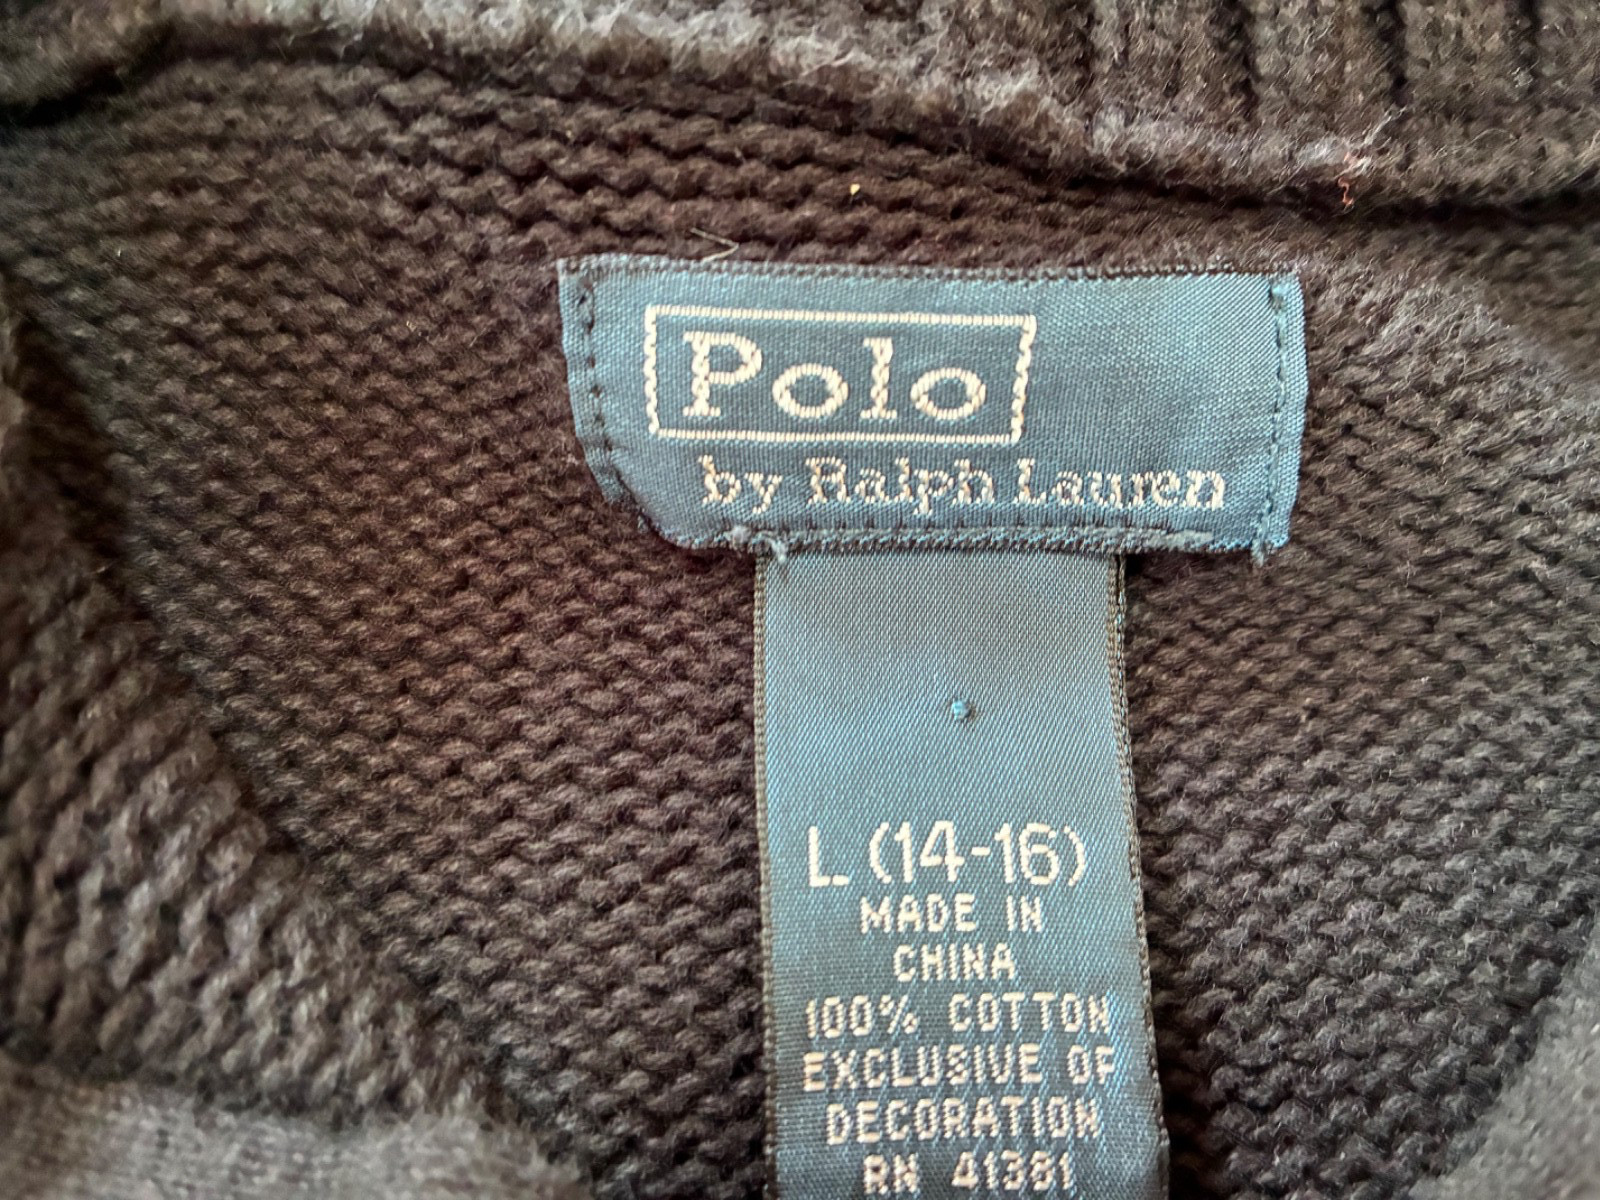 Polo
by Ralph Lauren
L (14-16)
MADE IN
CHINA
100% COTTON
EXCLUSIVE OF
DECORATION
RN 41381